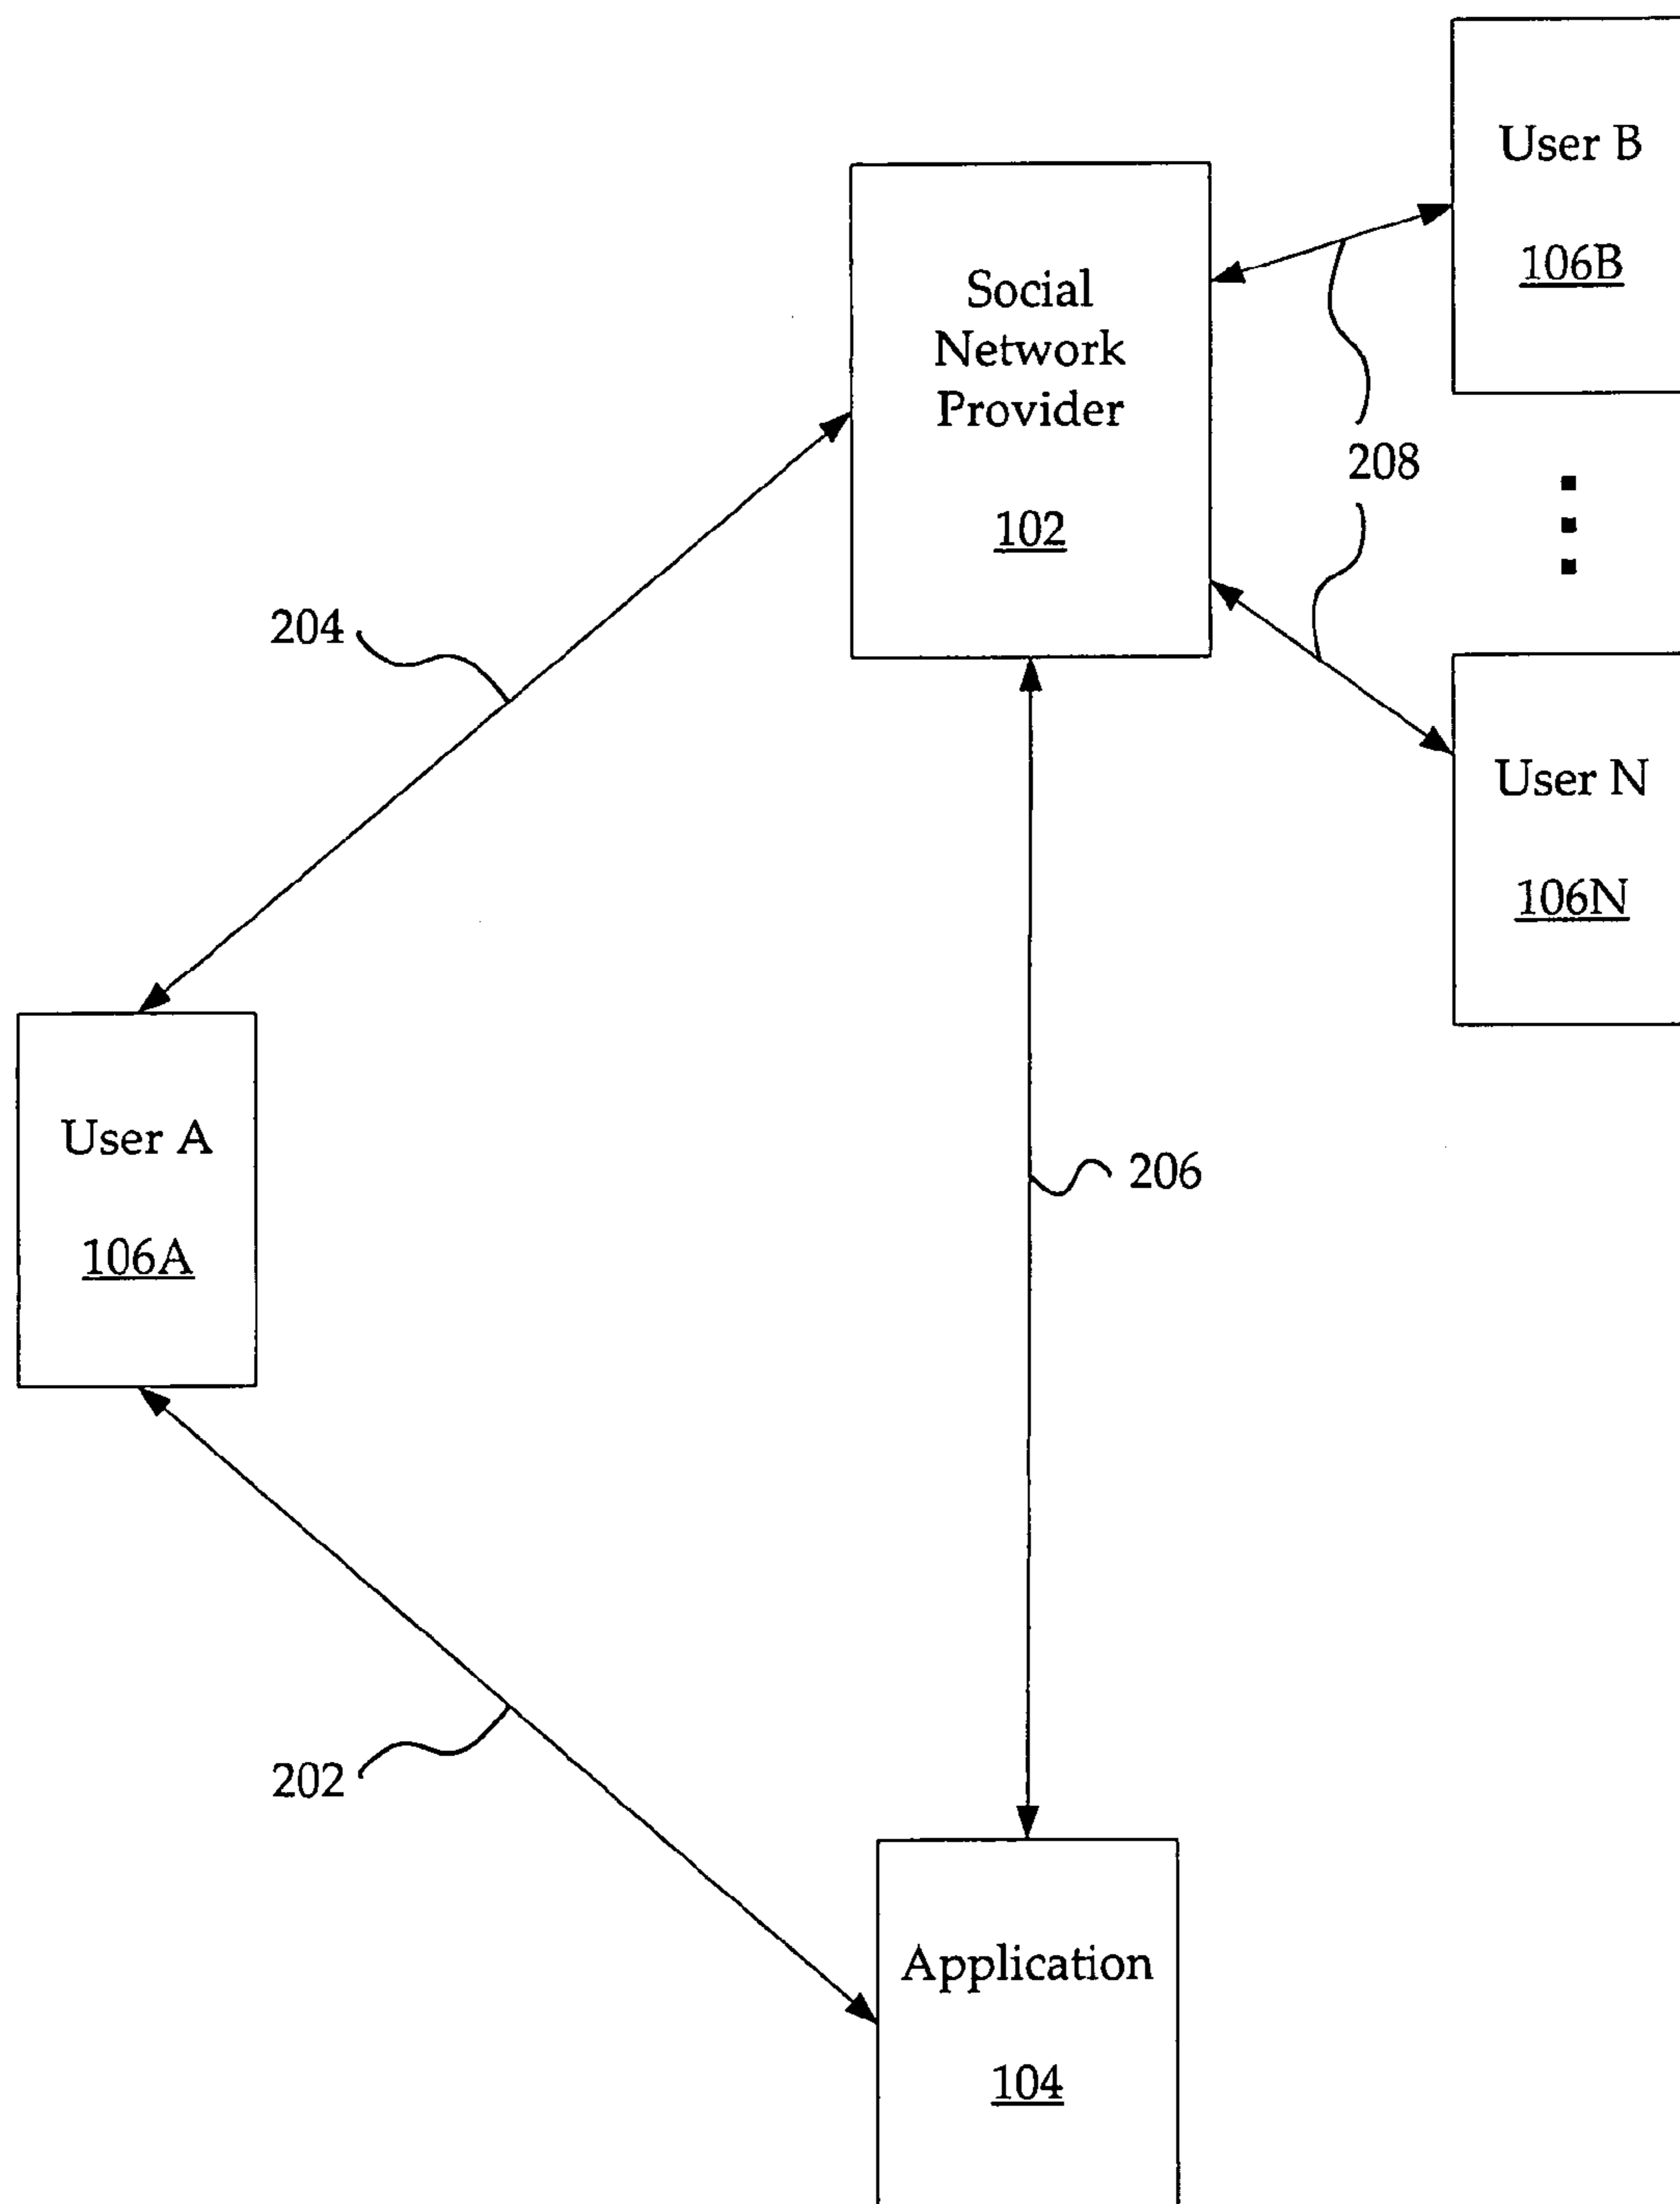 User B
106B
Social
Network
Provider
102
208
204
User N
106N
User A
106A
206
202
Application
104